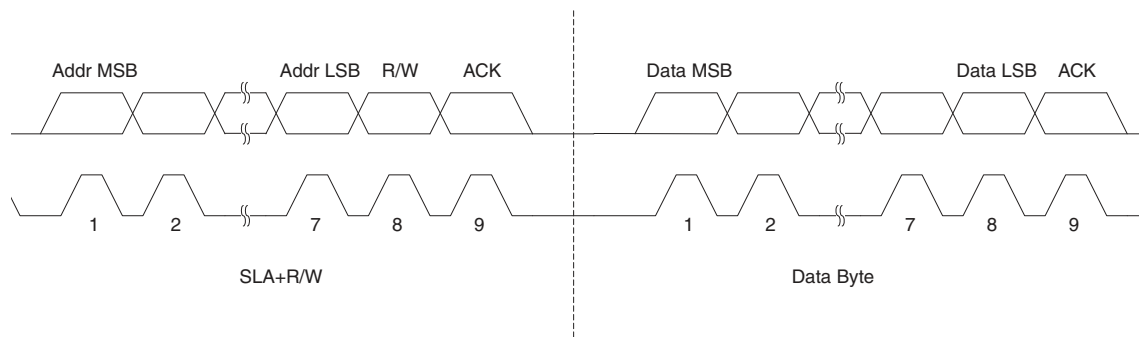 Addr MSB Addr LSB R/W ACK Data MSB Data LSB ACK
1 2 7 8 9 1 2 7 8 9
SLA+R/W Data Byte